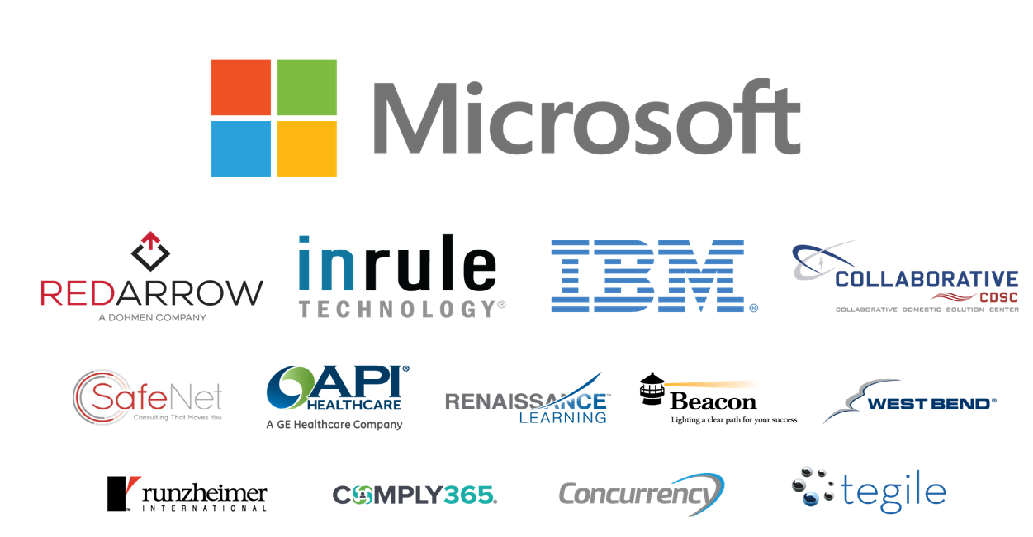 Microsoft
REDARROW
A DOHMEN COMPANY
inrule
TECHNOLOGY®
IBM®
COLLABORATIVE
CDSC
COLLABORATIVE DOMESTIC SOLUTION CENTER
SafeNet
Consulting That Moves You
API®
HEALTHCARE
A GE Healthcare Company
RENAISSANCE™
LEARNING
Beacon
Lighting a clear path for your success.
WEST BEND®
runzheimer
INTERNATIONAL
COMPLY365®
Concurrency
tegile